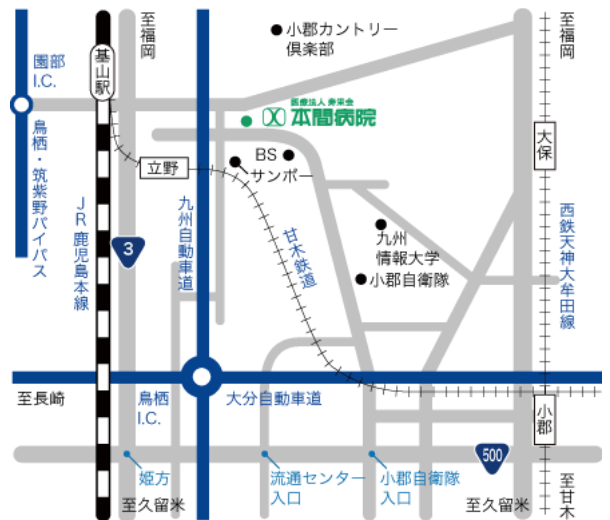 至福岡
小郡カントリー
倶楽部
至福岡
園部
I.C.
基山駅
医療法人 寿栄会
本間病院
大保
鳥栖・筑紫野バイパス
BS
サンポー
立野
JR鹿児島本線
3
九州自動車道
甘木鉄道
九州
情報大学
小郡自衛隊
西鉄天神大牟田線
至長崎
鳥栖
I.C.
大分自動車道
小郡
姫方
流通センター
入口
小郡自衛隊
入口
500
至久留米
至久留米
至甘木